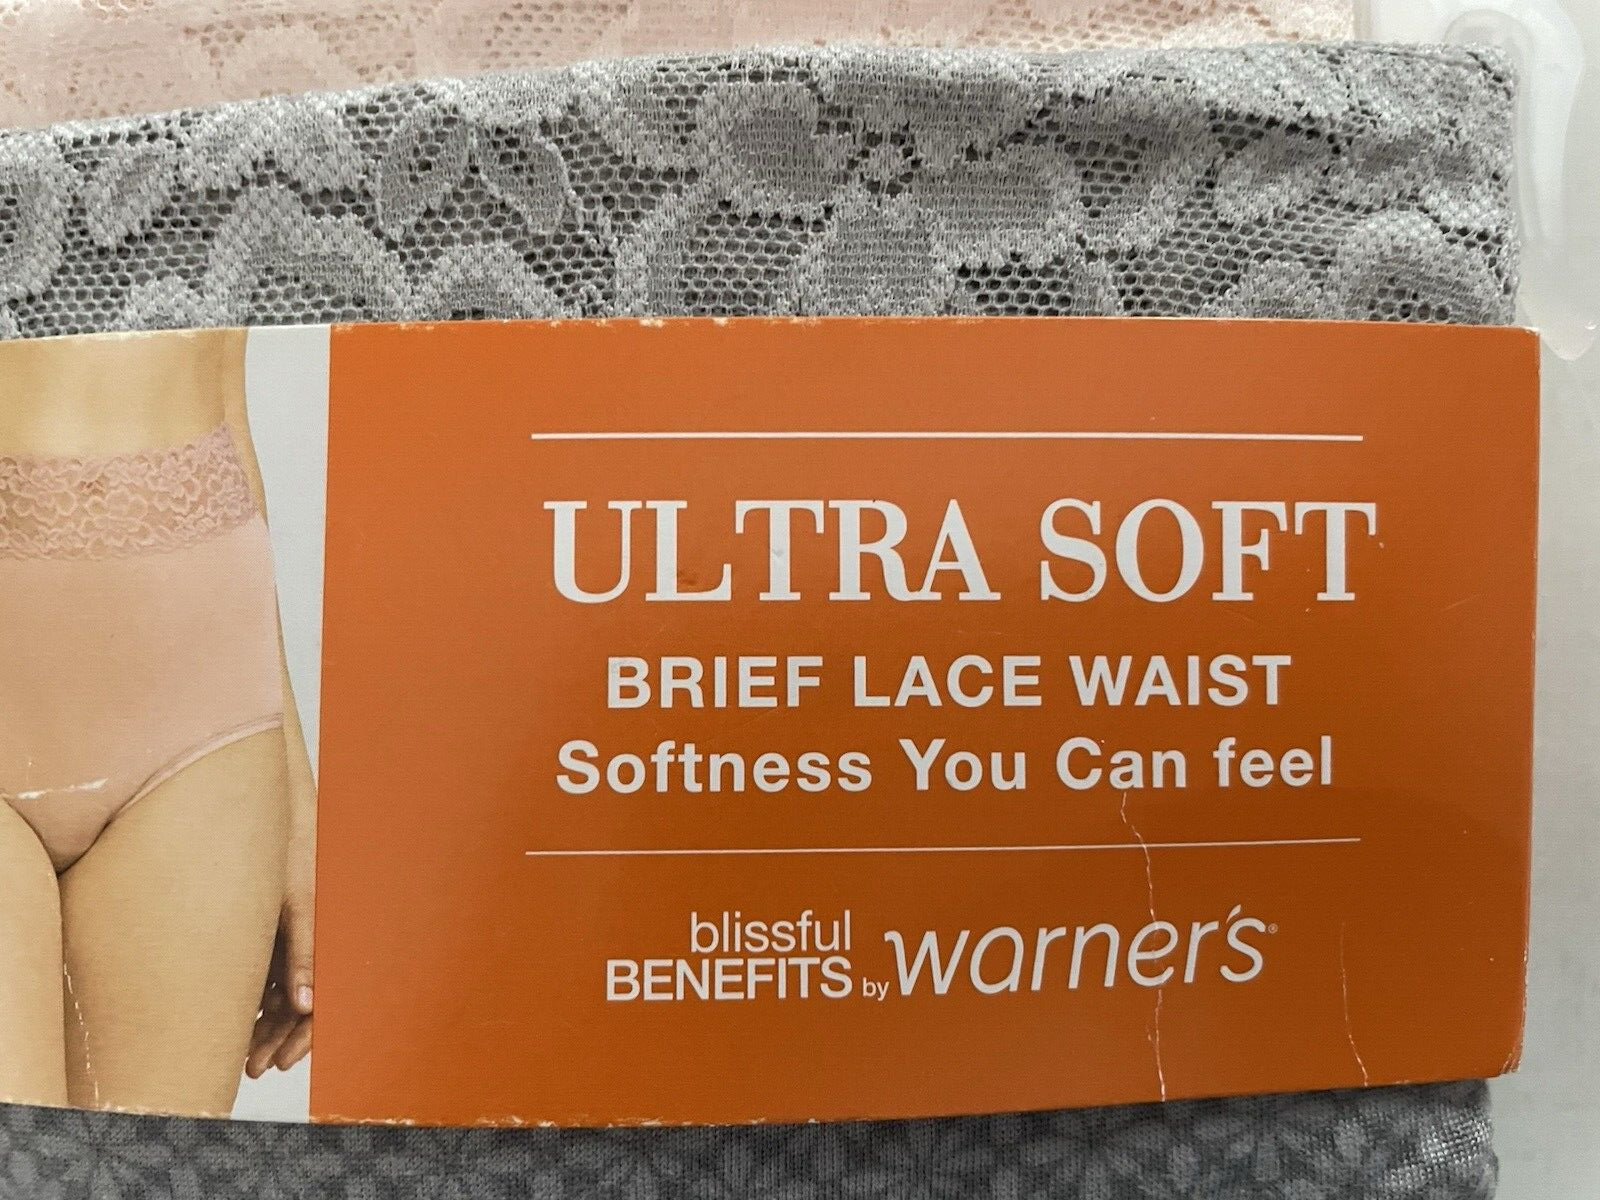 ULTRA SOFT
BRIEF LACE WAIST
Softness You Can feel
blissful
BENEFITS by warner's®